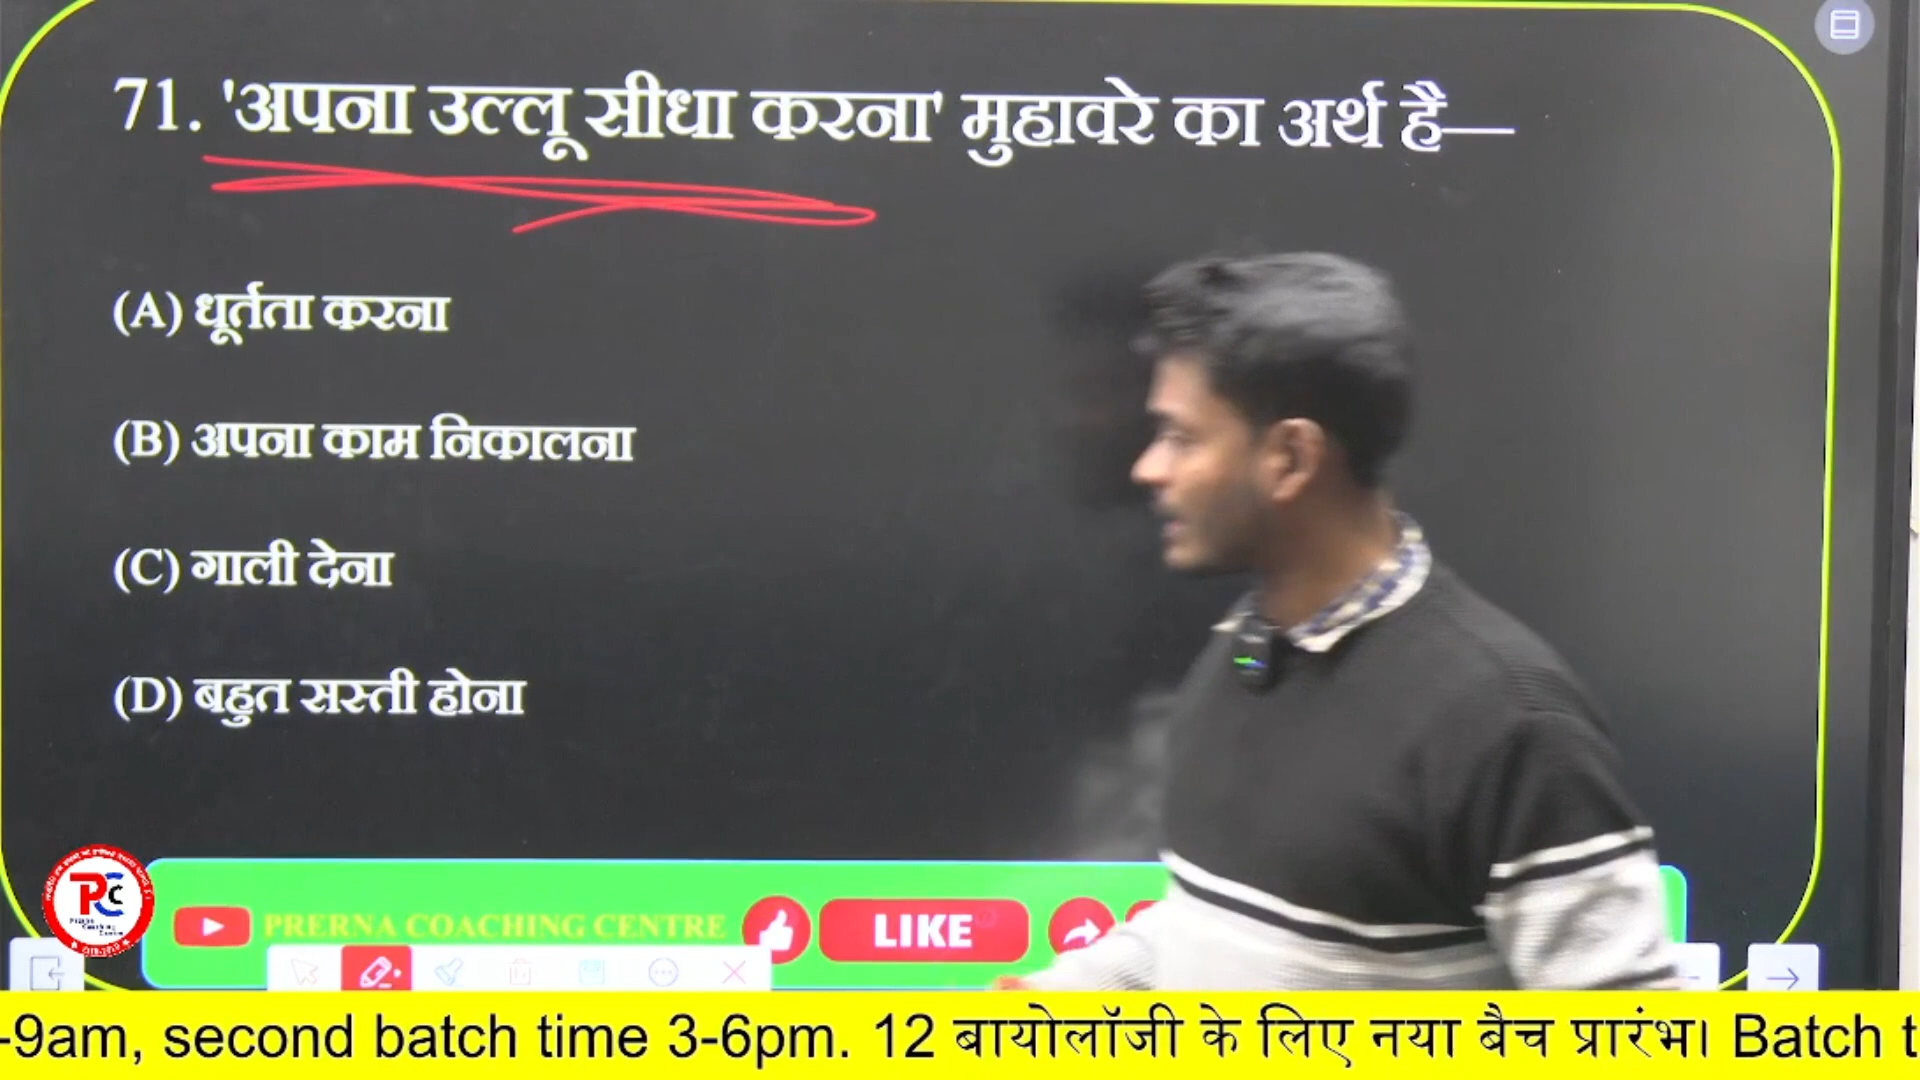 71. 'अपना उल्लू सीधा करना' मुहावरे का अर्थ है—
(A) धूर्तता करना
(B) अपना काम निकालना
(C) गाली देना
(D) बहुत सस्ती होना
PRERNA COACHING CENTRE
LIKE
-9am, second batch time 3-6pm. 12 बायोलॉजी के लिए नया बैच प्रारंभ। Batch t